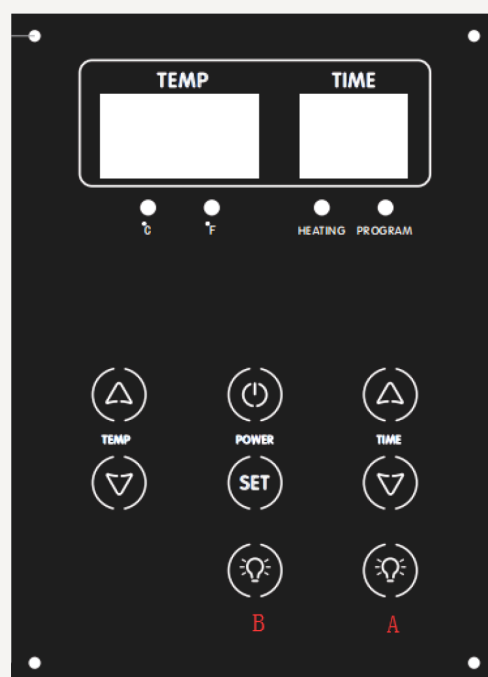 TEMP TIME
°C °F HEATING PROGRAM
TEMP POWER TIME
SET
B A